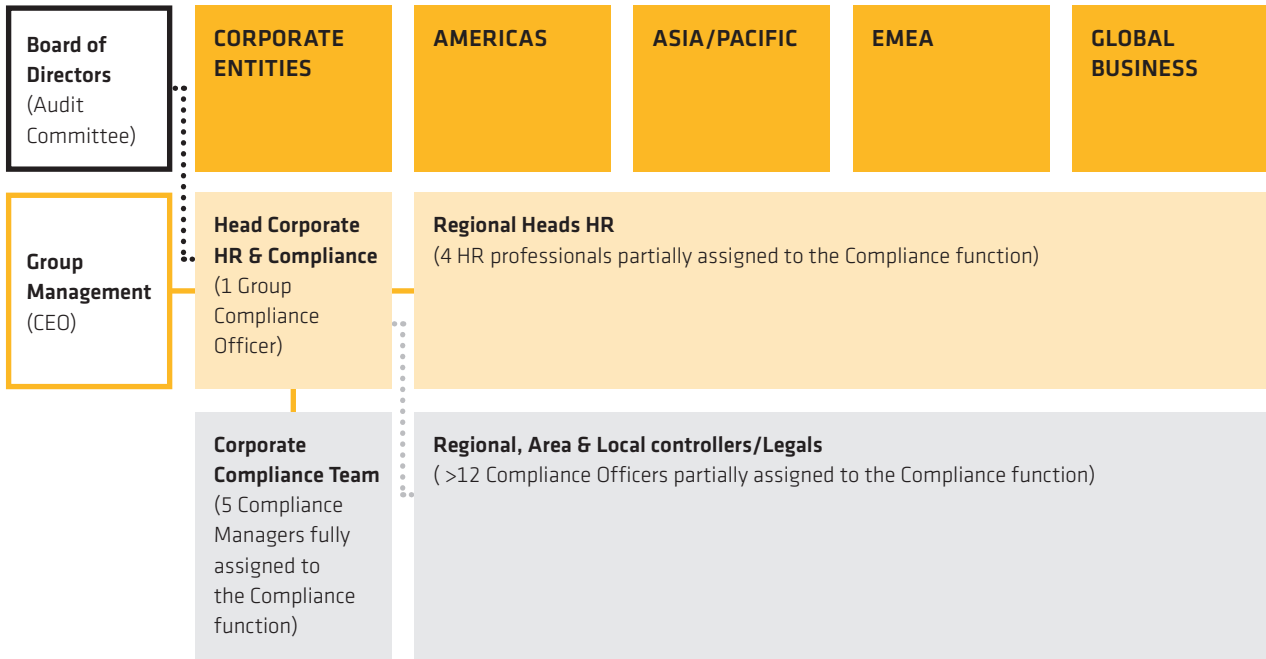 Board of
Directors
(Audit
Committee)
CORPORATE
ENTITIES
AMERICAS
ASIA/PACIFIC
EMEA
GLOBAL
BUSINESS
Group
Management
(CEO)
Head Corporate
HR & Compliance
(1 Group
Compliance
Officer)
Regional Heads HR
(4 HR professionals partially assigned to the Compliance function)
Corporate
Compliance Team
(5 Compliance
Managers fully
assigned to
the Compliance
function)
Regional, Area & Local controllers/Legals
( >12 Compliance Officers partially assigned to the Compliance function)